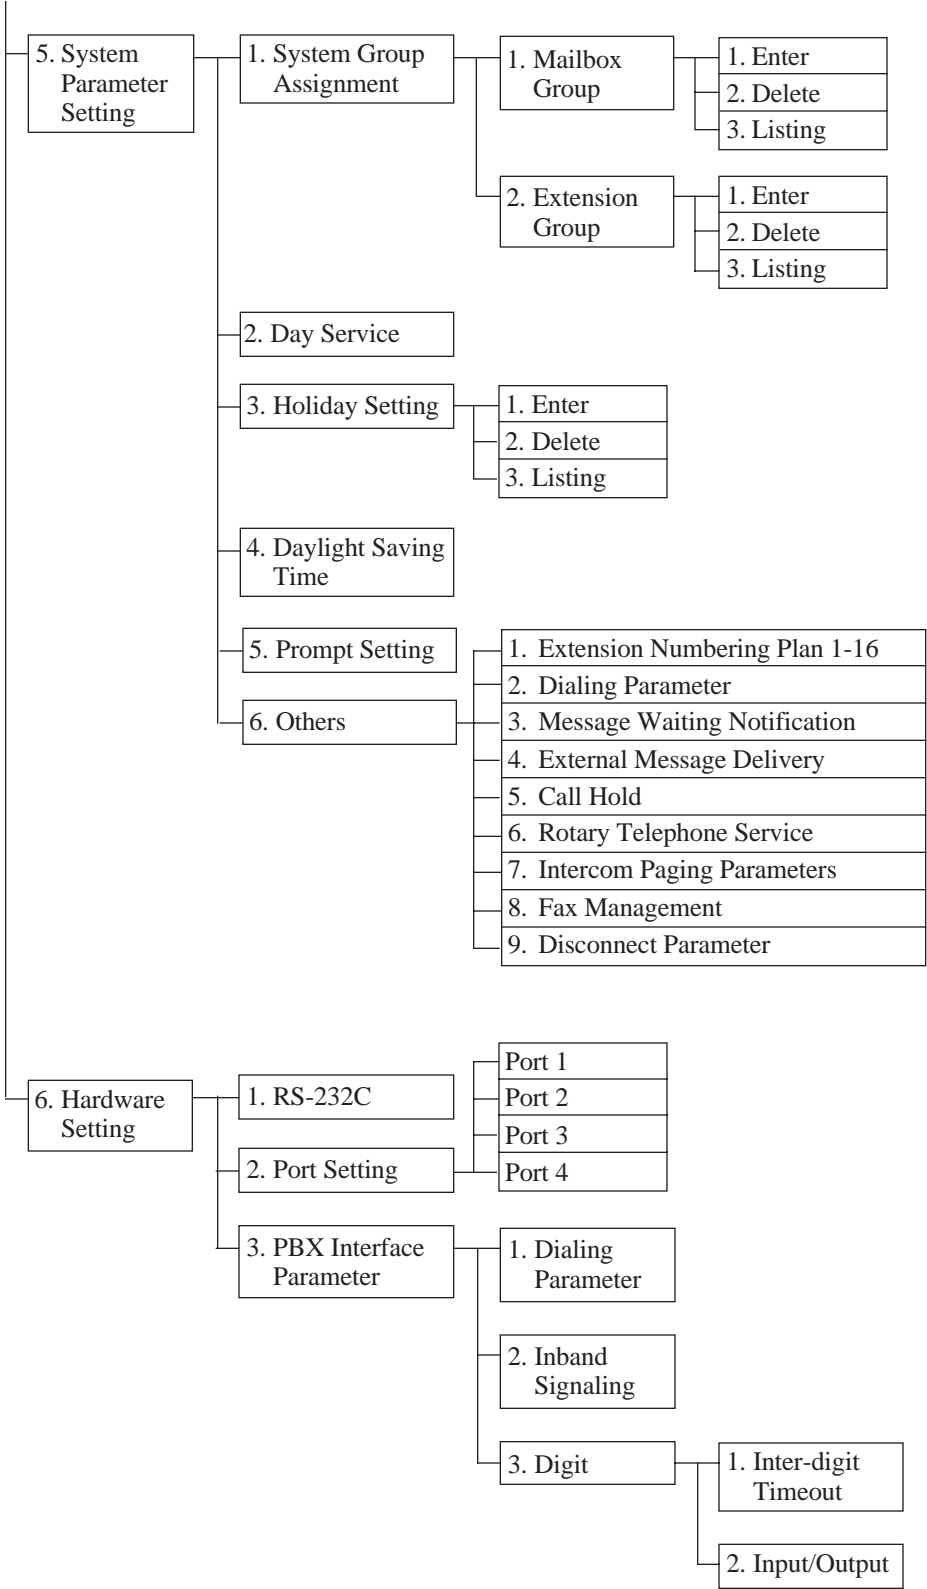 5. System
Parameter
Setting
1. System Group
Assignment
1. Mailbox
Group
1. Enter
2. Delete
3. Listing
2. Extension
Group
1. Enter
2. Delete
3. Listing
2. Day Service
3. Holiday Setting
1. Enter
2. Delete
3. Listing
4. Daylight Saving
Time
5. Prompt Setting
6. Others
1. Extension Numbering Plan 1-16
2. Dialing Parameter
3. Message Waiting Notification
4. External Message Delivery
5. Call Hold
6. Rotary Telephone Service
7. Intercom Paging Parameters
8. Fax Management
9. Disconnect Parameter
6. Hardware
Setting
1. RS-232C
2. Port Setting
Port 1
Port 2
Port 3
Port 4
3. PBX Interface
Parameter
1. Dialing
Parameter
2. Inband
Signaling
3. Digit
1. Inter-digit
Timeout
2. Input/Output